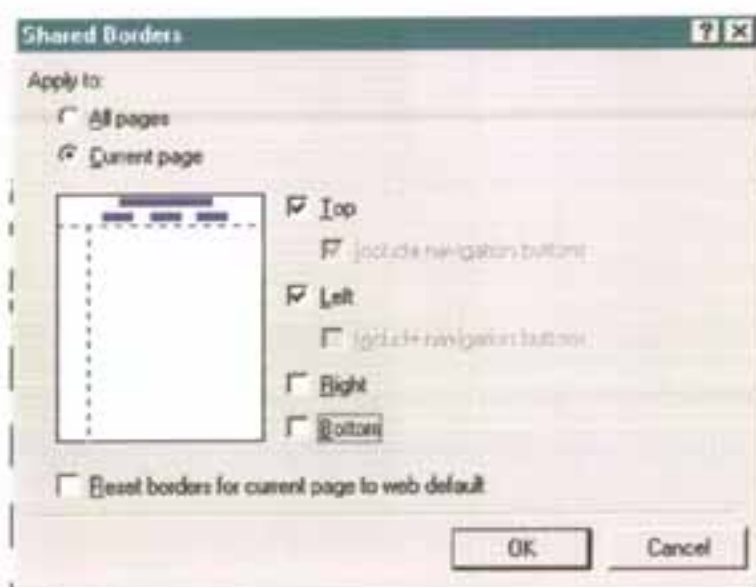 Shared Borders
Apply to:
All pages
Current page
Top
Include navigation buttons
Left
Include navigation buttons
Right
Bottom
Reset borders for current page to web default
OK
Cancel